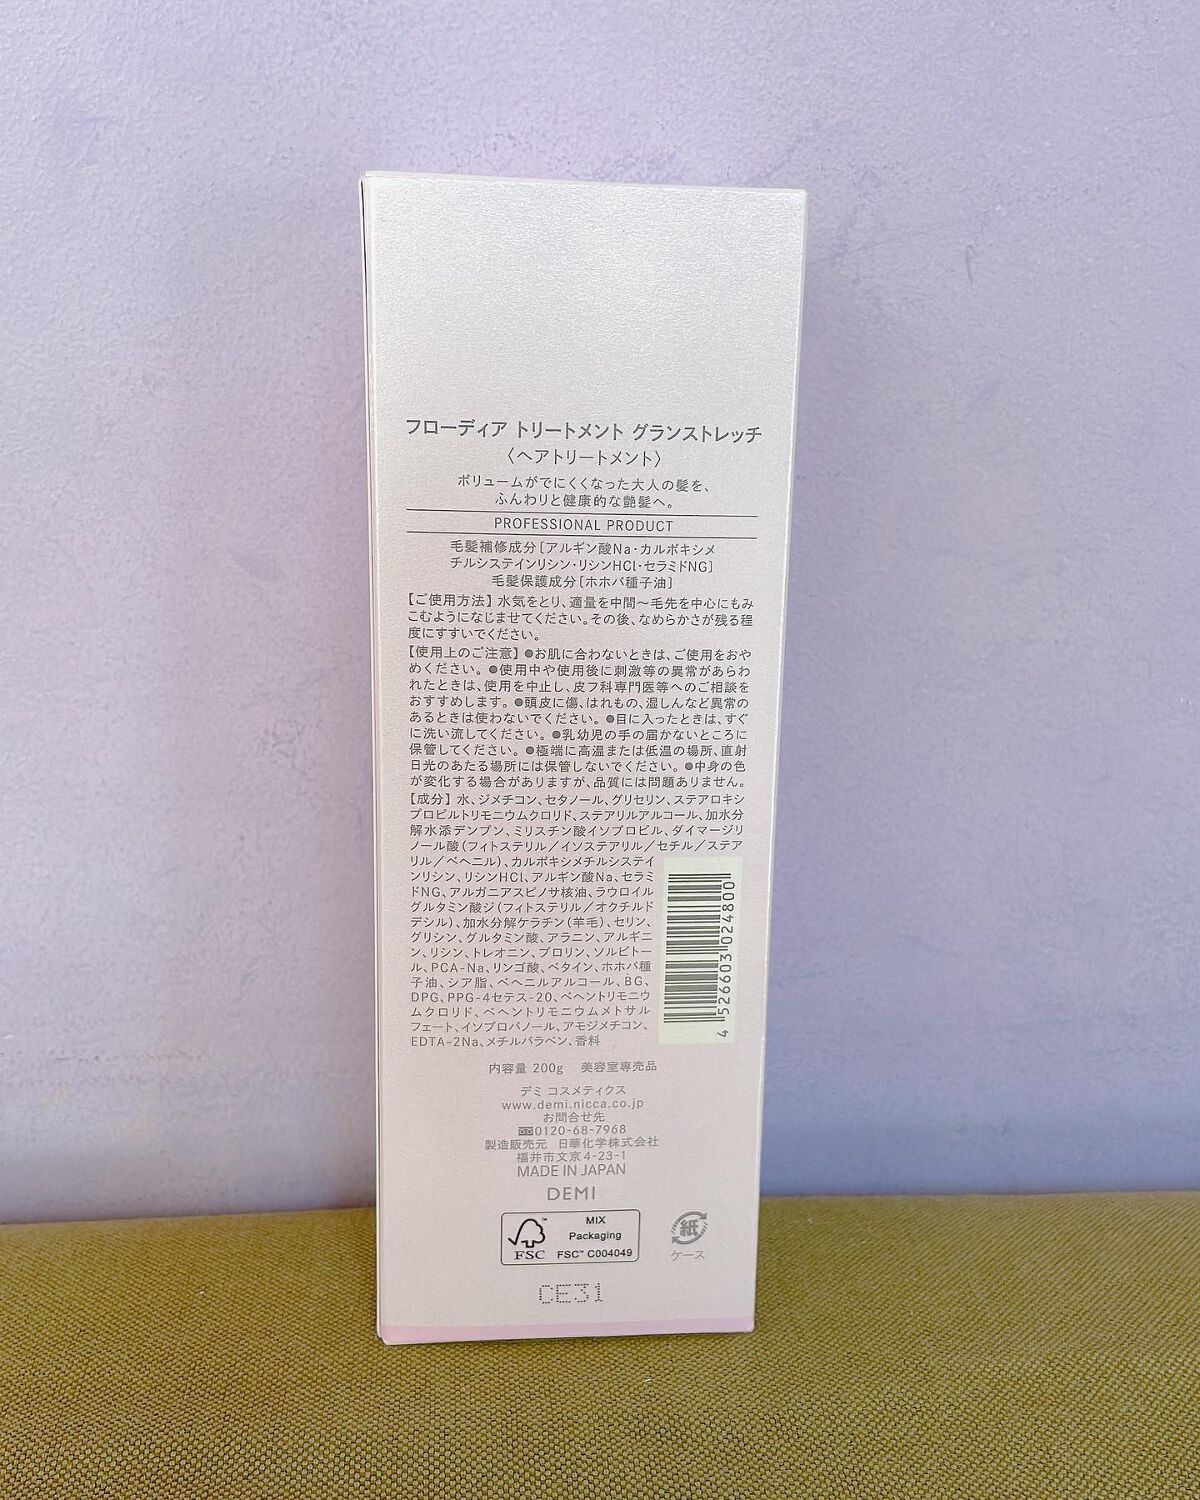 フローディア トリートメント グランストレッチ
〈ヘアトリートメント〉
ボリュームがでにくくなった大人の髪を、
ふんわりと健康的な艶髪へ。
PROFESSIONAL PRODUCT
毛髪補修成分［アルギン酸Na・カルボキシメ
チルシステインリシン・リシンHCl・セラミドNG］
毛髪保護成分［ホホバ種子油］
【ご使用方法】水気をとり、適量を中間〜毛先を中心にもみ
こむようになじませてください。その後、なめらかさが残る程
度にすすいでください。
【使用上のご注意】●お肌に合わないときは、ご使用をおや
めください。●使用中や使用後に刺激等の異常があらわ
れたときは、使用を中止し、皮フ科専門医等へのご相談を
おすすめします。●頭皮に傷、はれもの、湿しんなど異常の
あるときは使わないでください。●目に入ったときは、すぐ
に洗い流してください。●乳幼児の手の届かないところに
保管してください。●極端に高温または低温の場所、直射
日光のあたる場所には保管しないでください。●中身の色
が変化する場合がありますが、品質には問題ありません。
【成分】水、ジメチコン、セタノール、グリセリン、ステアロキシ
プロピルトリモニウムクロリド、ステアリルアルコール、加水分
解水添デンプン、ミリスチン酸イソプロピル、ダイマージリ
ノール酸（フィトステリル／イソステアリル／セチル／ステア
リル／ベヘニル）、カルボキシメチルシステイ
ンリシン、リシンHCl、アルギン酸Na、セラミ
ドNG、アルガニアスピノサ核油、ラウロイル
グルタミン酸ジ（フィトステリル／オクチルド
デシル）、加水分解ケラチン（羊毛）、セリン、
グリシン、グルタミン酸、アラニン、アルギニ
ン、リシン、トレオニン、プロリン、ソルビトー
ル、PCA-Na、リンゴ酸、ベタイン、ホホバ種
子油、シア脂、ベヘニルアルコール、BG、
DPG、PPG-4セテス-20、ベヘントリモニウ
ムクロリド、ベヘントリモニウムメトサル
フェート、イソプロパノール、アモジメチコン、
EDTA-2Na、メチルパラベン、香料
4 526603 024800
内容量 200g 美容室専売品
デミ コスメティクス
www.demi.nicca.co.jp
お問合せ先
0120-68-7968
製造販売元 日華化学株式会社
福井市文京4-23-1
MADE IN JAPAN
DEMI
FSC
MIX
Packaging
FSC™ C004049
紙
ケース
CE31